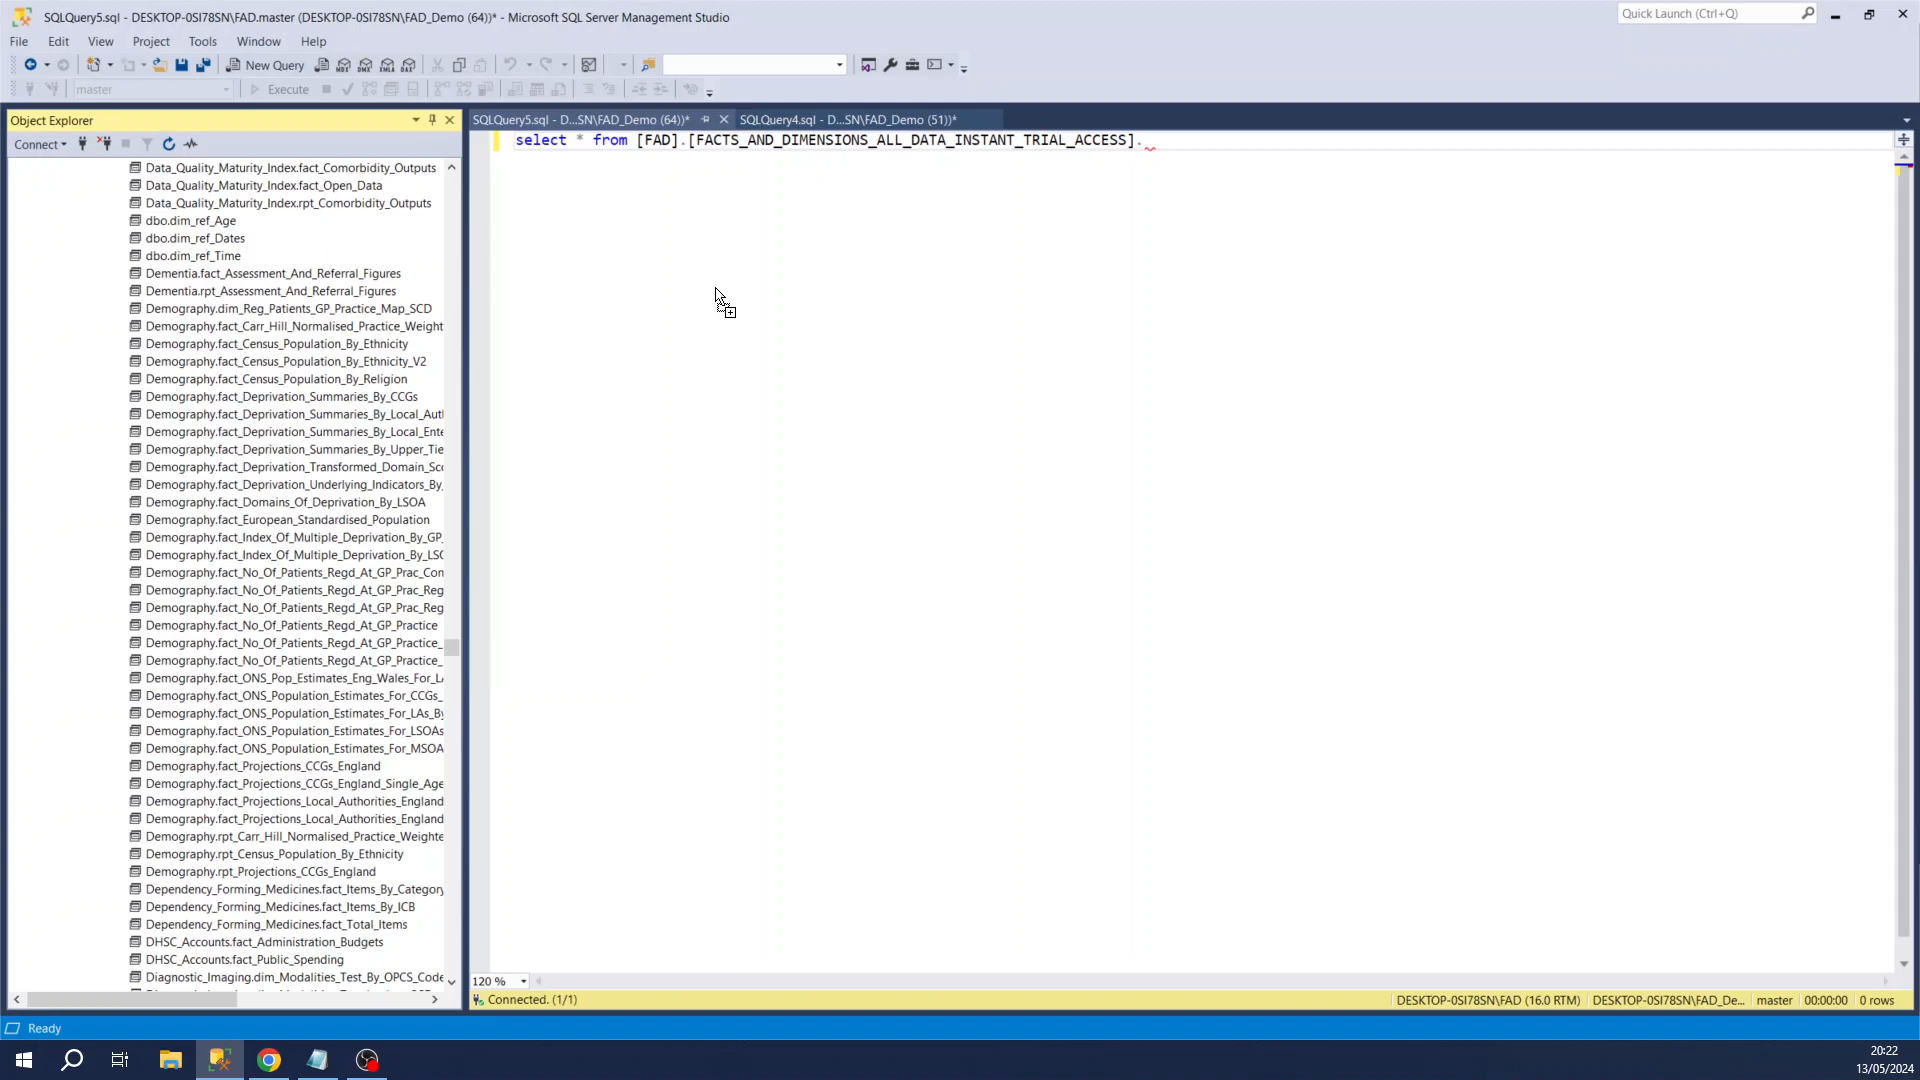 SQLQuery5.sql - DESKTOP-0SI78SN\FAD.master (DESKTOP-0SI78SN\FAD_Demo (64))* - Microsoft SQL Server Management Studio
Quick Launch (Ctrl+Q)
File Edit View Project Tools Window Help
New Query
master
Execute
Object Explorer
SQLQuery5.sql - D...SN\FAD_Demo (64))*
SQLQuery4.sql - D...SN\FAD_Demo (51))*
Connect
select * from [FAD].[FACTS_AND_DIMENSIONS_ALL_DATA_INSTANT_TRIAL_ACCESS].
Data_Quality_Maturity_Index.fact_Comorbidity_Outputs
Data_Quality_Maturity_Index.fact_Open_Data
Data_Quality_Maturity_Index.rpt_Comorbidity_Outputs
dbo.dim_ref_Age
dbo.dim_ref_Dates
dbo.dim_ref_Time
Dementia.fact_Assessment_And_Referral_Figures
Dementia.rpt_Assessment_And_Referral_Figures
Demography.dim_Reg_Patients_GP_Practice_Map_SCD
Demography.fact_Carr_Hill_Normalised_Practice_Weight
Demography.fact_Census_Population_By_Ethnicity
Demography.fact_Census_Population_By_Ethnicity_V2
Demography.fact_Census_Population_By_Religion
Demography.fact_Deprivation_Summaries_By_CCGs
Demography.fact_Deprivation_Summaries_By_Local_Aut
Demography.fact_Deprivation_Summaries_By_Local_Ente
Demography.fact_Deprivation_Summaries_By_Upper_Tie
Demography.fact_Deprivation_Transformed_Domain_Sc
Demography.fact_Deprivation_Underlying_Indicators_By_
Demography.fact_Domains_Of_Deprivation_By_LSOA
Demography.fact_European_Standardised_Population
Demography.fact_Index_Of_Multiple_Deprivation_By_GP_
Demography.fact_Index_Of_Multiple_Deprivation_By_LSO
Demography.fact_No_Of_Patients_Regd_At_GP_Prac_Con
Demography.fact_No_Of_Patients_Regd_At_GP_Prac_Reg
Demography.fact_No_Of_Patients_Regd_At_GP_Prac_Reg
Demography.fact_No_Of_Patients_Regd_At_GP_Practice
Demography.fact_No_Of_Patients_Regd_At_GP_Practice_
Demography.fact_No_Of_Patients_Regd_At_GP_Practice_
Demography.fact_ONS_Pop_Estimates_Eng_Wales_For_LA
Demography.fact_ONS_Population_Estimates_For_CCGs_
Demography.fact_ONS_Population_Estimates_For_LAs_By
Demography.fact_ONS_Population_Estimates_For_LSOAs
Demography.fact_ONS_Population_Estimates_For_MSOA
Demography.fact_Projections_CCGs_England
Demography.fact_Projections_CCGs_England_Single_Age
Demography.fact_Projections_Local_Authorities_England
Demography.fact_Projections_Local_Authorities_England
Demography.rpt_Carr_Hill_Normalised_Practice_Weighte
Demography.rpt_Census_Population_By_Ethnicity
Demography.rpt_Projections_CCGs_England
Dependency_Forming_Medicines.fact_Items_By_Category
Dependency_Forming_Medicines.fact_Items_By_ICB
Dependency_Forming_Medicines.fact_Total_Items
DHSC_Accounts.fact_Administration_Budgets
DHSC_Accounts.fact_Public_Spending
Diagnostic_Imaging.dim_Modalities_Test_By_OPCS_Code
120 %
Connected. (1/1)
DESKTOP-0SI78SN\FAD (16.0 RTM)
DESKTOP-0SI78SN\FAD_De...
master
00:00:00
0 rows
Ready
20:22
13/05/2024